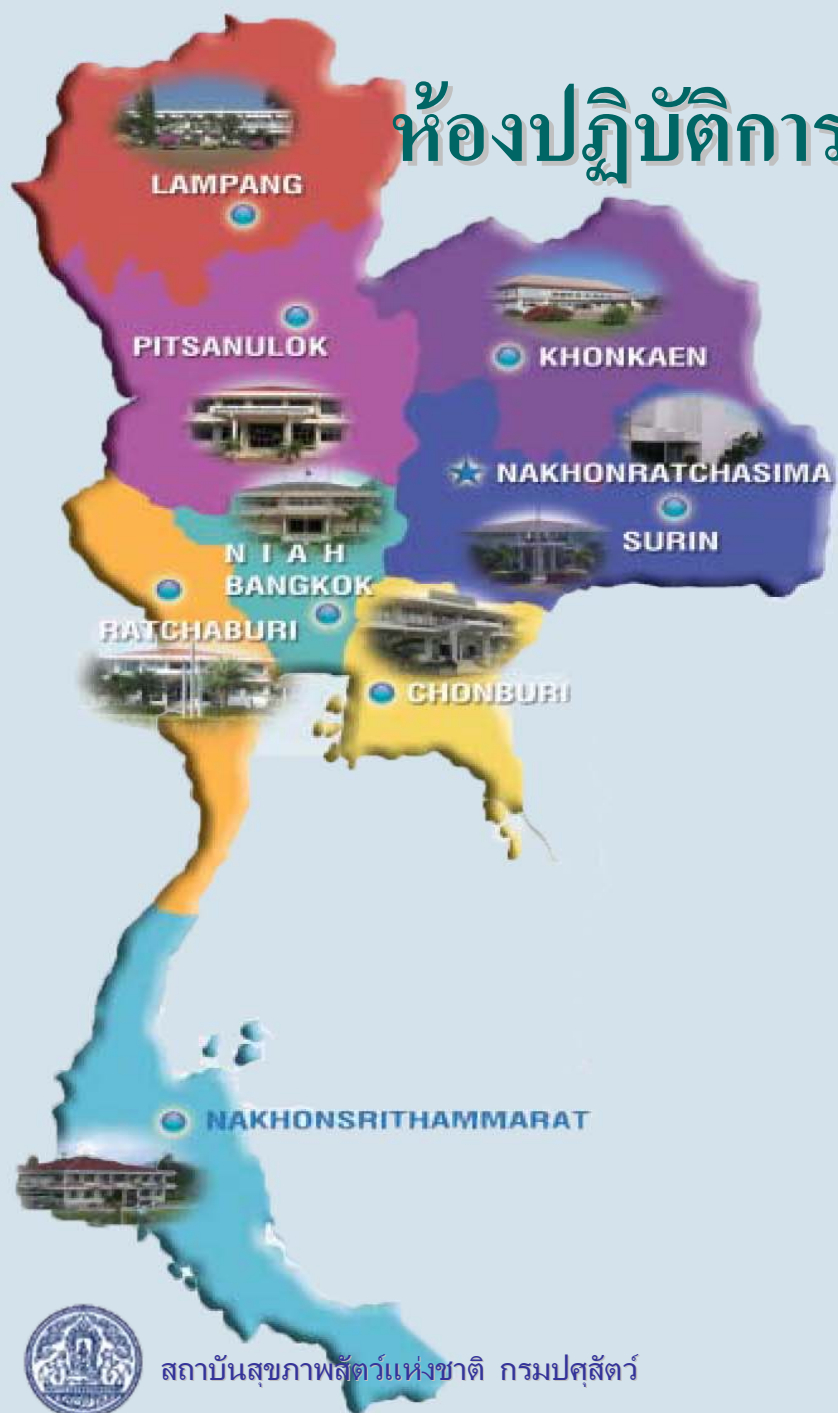 ห้องปฏิบัติการ
LAMPANG
PITSANULOK
KHONKAEN
NAKHONRATCHASIMA
SURIN
N I A H
BANGKOK
RATCHABURI
CHONBURI
NAKHONSRITHAMMARAT
สถาบันสุขภาพสัตว์แห่งชาติ กรมปศุสัตว์